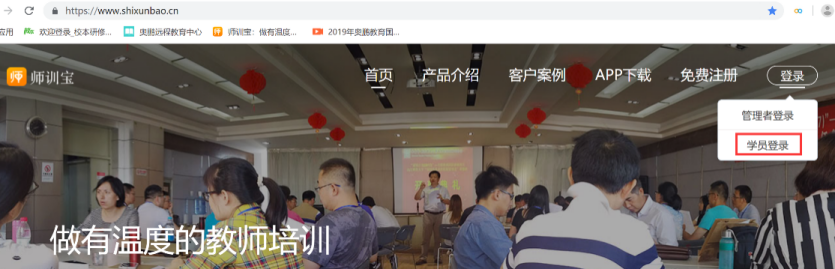 https://www.shixunbao.cn
应用 欢迎登录_校本研修... 奥鹏远程教育中心 师训宝：做有温度... 2019年奥鹏教育国...
师训宝 首页 产品介绍 客户案例 APP下载 免费注册 登录
管理者登录
学员登录
做有温度的教师培训